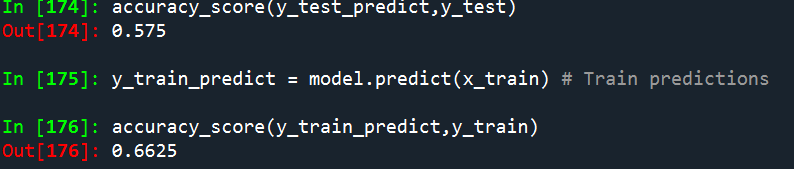 In [174]: accuracy_score(y_test_predict,y_test)
Out[174]: 0.575
In [175]: y_train_predict = model.predict(x_train) # Train predictions
In [176]: accuracy_score(y_train_predict,y_train)
Out[176]: 0.6625